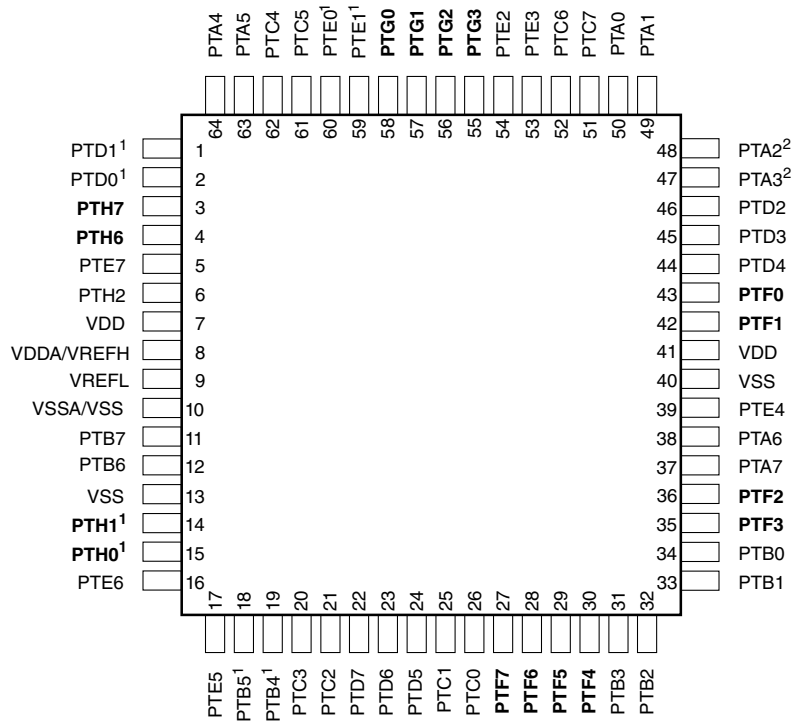 PTA4 PTA5 PTC4 PTC5 PTE0¹ PTE1¹ PTG0 PTG1 PTG2 PTG3 PTE2 PTE3 PTC6 PTC7 PTA0 PTA1
64 63 62 61 60 59 58 57 56 55 54 53 52 51 50 49
PTD1¹ 1 48 PTA2²
PTD0¹ 2 47 PTA3²
PTH7 3 46 PTD2
PTH6 4 45 PTD3
PTE7 5 44 PTD4
PTH2 6 43 PTF0
VDD 7 42 PTF1
VDDA/VREFH 8 41 VDD
VREFL 9 40 VSS
VSSA/VSS 10 39 PTE4
PTB7 11 38 PTA6
PTB6 12 37 PTA7
VSS 13 36 PTF2
PTH1¹ 14 35 PTF3
PTH0¹ 15 34 PTB0
PTE6 16 33 PTB1
17 18 19 20 21 22 23 24 25 26 27 28 29 30 31 32
PTE5 PTB5¹ PTB4¹ PTC3 PTC2 PTD7 PTD6 PTD5 PTC1 PTC0 PTF7 PTF6 PTF5 PTF4 PTB3 PTB2